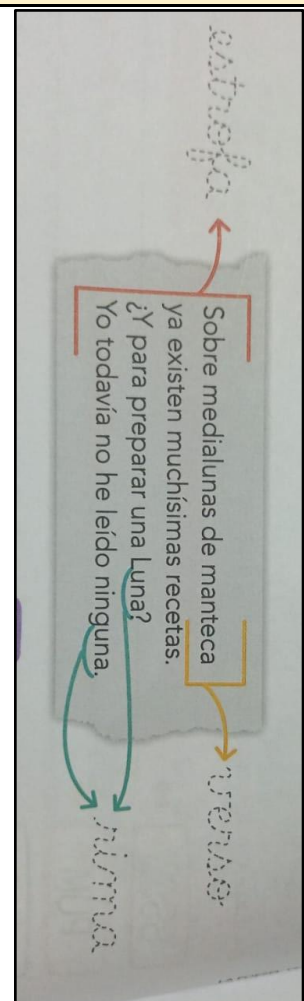 estrofa
Sobre medialunas de manteca
ya existen muchísimas recetas.
¿Y para preparar una Luna?
Yo todavía no he leído ninguna.
verso
rima